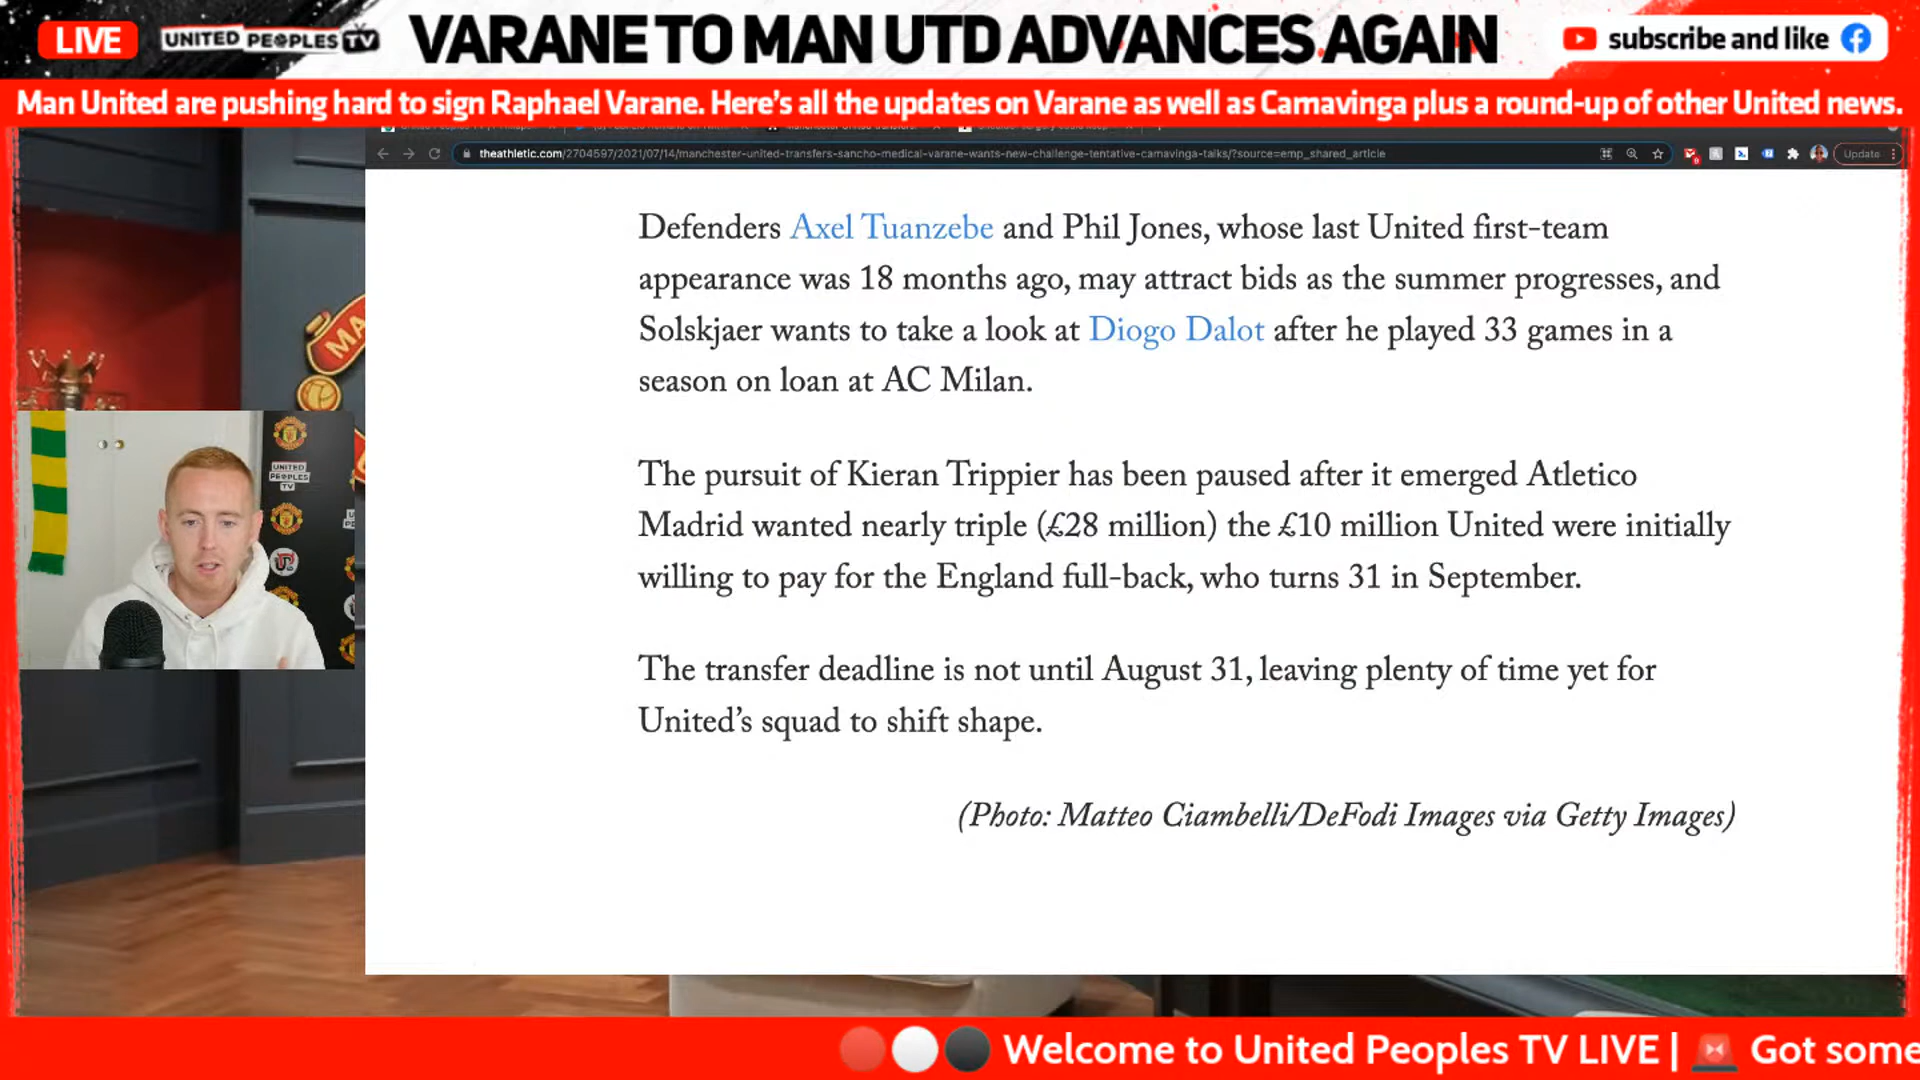 LIVE
UNITED PEOPLES TV
VARANE TO MAN UTD ADVANCES AGAIN
subscribe and like
Man United are pushing hard to sign Raphael Varane. Here's all the updates on Varane as well as Camavinga plus a round-up of other United news.
theathletic.com/2704597/2021/07/14/manchester-united-transfers-sancho-medical-varane-wants-new-challenge-tentative-camavinga-talks/?source=emp_shared_article
Update
Defenders Axel Tuanzebe and Phil Jones, whose last United first-team
appearance was 18 months ago, may attract bids as the summer progresses, and
Solskjaer wants to take a look at Diogo Dalot after he played 33 games in a
season on loan at AC Milan.
The pursuit of Kieran Trippier has been paused after it emerged Atletico
Madrid wanted nearly triple (£28 million) the £10 million United were initially
willing to pay for the England full-back, who turns 31 in September.
The transfer deadline is not until August 31, leaving plenty of time yet for
United's squad to shift shape.
(Photo: Matteo Ciambelli/DeFodi Images via Getty Images)
MA
UNITED
PEOPLES
TV
Welcome to United Peoples TV LIVE | Got some